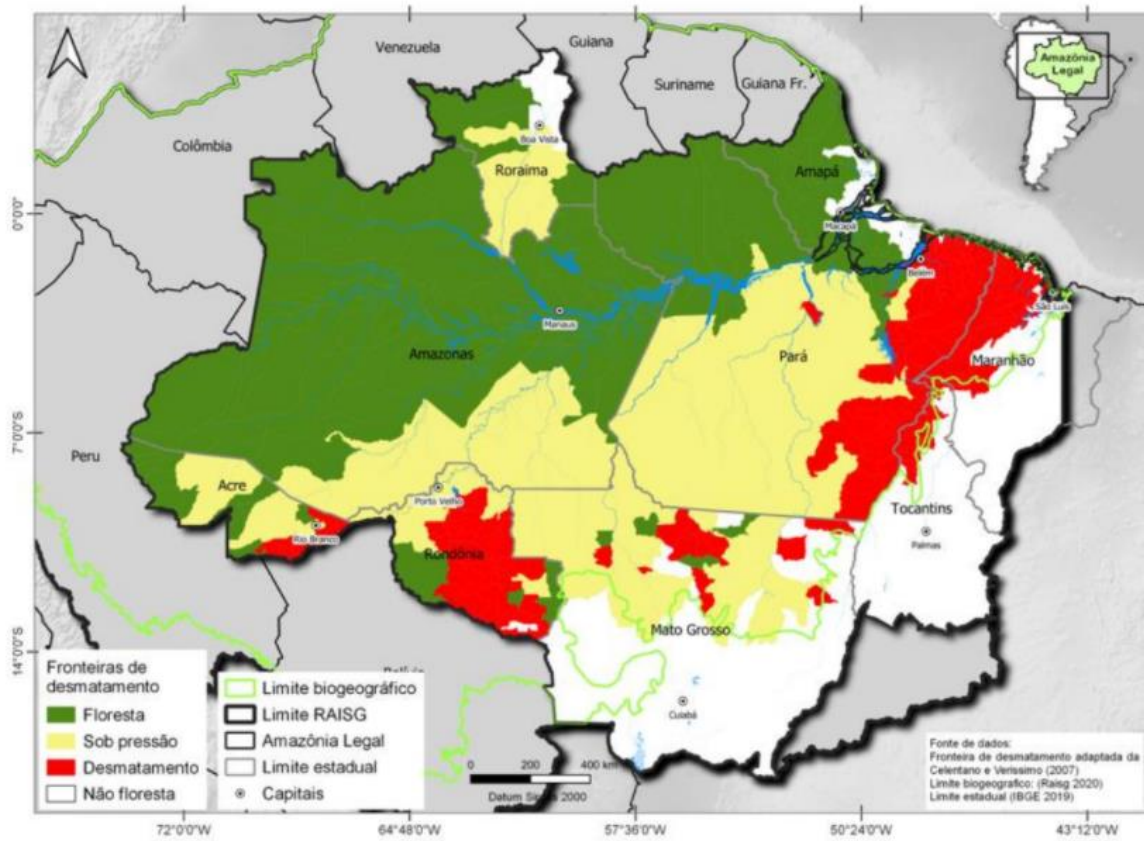 Venezuela
Guiana
Suriname
Guiana Fr.
Amazônia
Legal
Colômbia
Boa Vista
Roraima
Amapá
Macapá
0°0'0"
Belém
São Luís
Manaus
Amazonas
Pará
Maranhão
7°0'0"S
Peru
Acre
Porto Velho
Rio Branco
Rondônia
Tocantins
Palmas
Mato Grosso
14°0'0"S
Cuiabá
Fronteiras de
desmatamento
Floresta
Sob pressão
Desmatamento
Não floresta
Limite biogeográfico
Limite RAISG
Amazônia Legal
Limite estadual
Capitais
0 200 400 km
Datum Sirgas 2000
Fonte de dados:
Fronteira de desmatamento adaptada da
Celentano e Verissimo (2007)
Limite biogeografico: (Raisg 2020)
Limite estadual (IBGE 2019)
72°0'0"W
64°48'0"W
57°36'0"W
50°24'0"W
43°12'0"W